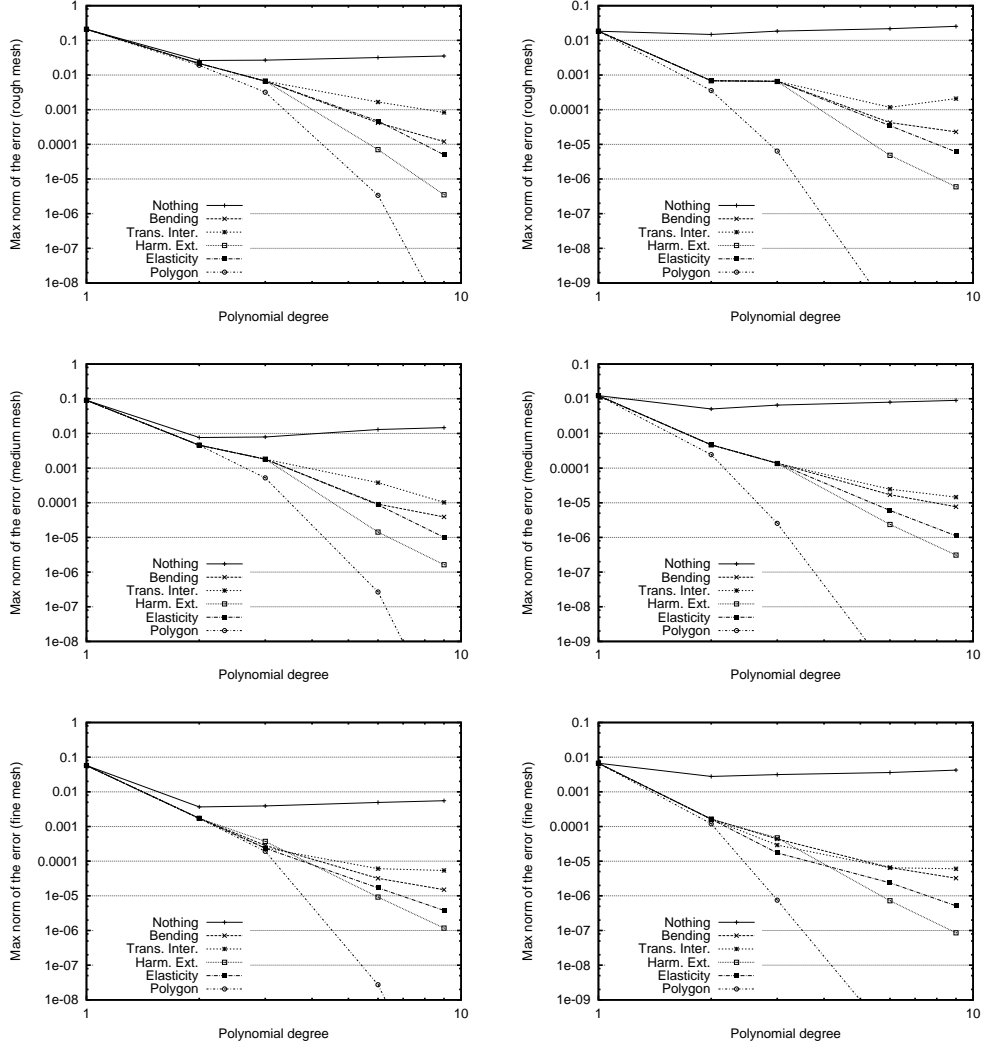 Max norm of the error (rough mesh)
1
0.1
0.01
0.001
0.0001
1e-05
1e-06
1e-07
1e-08
Nothing
Bending
Trans. Inter.
Harm. Ext.
Elasticity
Polygon
1
10
Polynomial degree
Max norm of the error (rough mesh)
0.1
0.01
0.001
0.0001
1e-05
1e-06
1e-07
1e-08
1e-09
Nothing
Bending
Trans. Inter.
Harm. Ext.
Elasticity
Polygon
1
10
Polynomial degree
Max norm of the error (medium mesh)
1
0.1
0.01
0.001
0.0001
1e-05
1e-06
1e-07
1e-08
Nothing
Bending
Trans. Inter.
Harm. Ext.
Elasticity
Polygon
1
10
Polynomial degree
Max norm of the error (medium mesh)
0.1
0.01
0.001
0.0001
1e-05
1e-06
1e-07
1e-08
1e-09
Nothing
Bending
Trans. Inter.
Harm. Ext.
Elasticity
Polygon
1
10
Polynomial degree
Max norm of the error (fine mesh)
1
0.1
0.01
0.001
0.0001
1e-05
1e-06
1e-07
1e-08
Nothing
Bending
Trans. Inter.
Harm. Ext.
Elasticity
Polygon
1
10
Polynomial degree
Max norm of the error (fine mesh)
0.1
0.01
0.001
0.0001
1e-05
1e-06
1e-07
1e-08
1e-09
Nothing
Bending
Trans. Inter.
Harm. Ext.
Elasticity
Polygon
1
10
Polynomial degree